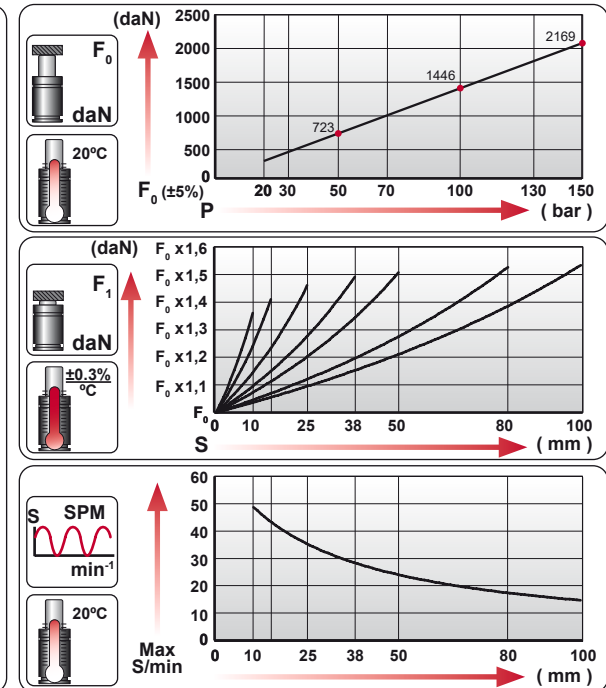 (daN)
F0
daN
20ºC
F0 (±5%)
2500
2000
1500
1000
500
0
723
1446
2169
20 30 50 70 100 130 150
P ( bar )
(daN)
F1
daN
±0.3%
ºC
F0 x1,6
F0 x1,5
F0 x1,4
F0 x1,3
F0 x1,2
F0 x1,1
F0
0 10 25 38 50 80 100
S ( mm )
S SPM
min-1
20ºC
Max
S/min
60
50
40
30
20
10
0
0 10 25 38 50 80 100
( mm )